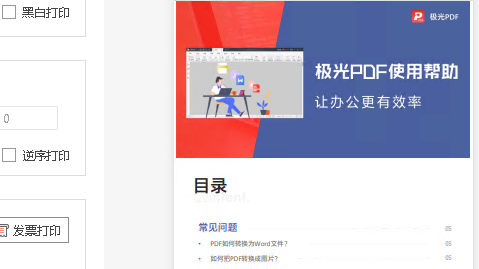 黑白打印
0
逆序打印
发票打印
极光PDF
极光PDF使用帮助
让办公更有效率
目录
Content.
常见问题 05
• PDF如何转换为Word文件？ 05
• 如何把PDF转换成图片？ 05